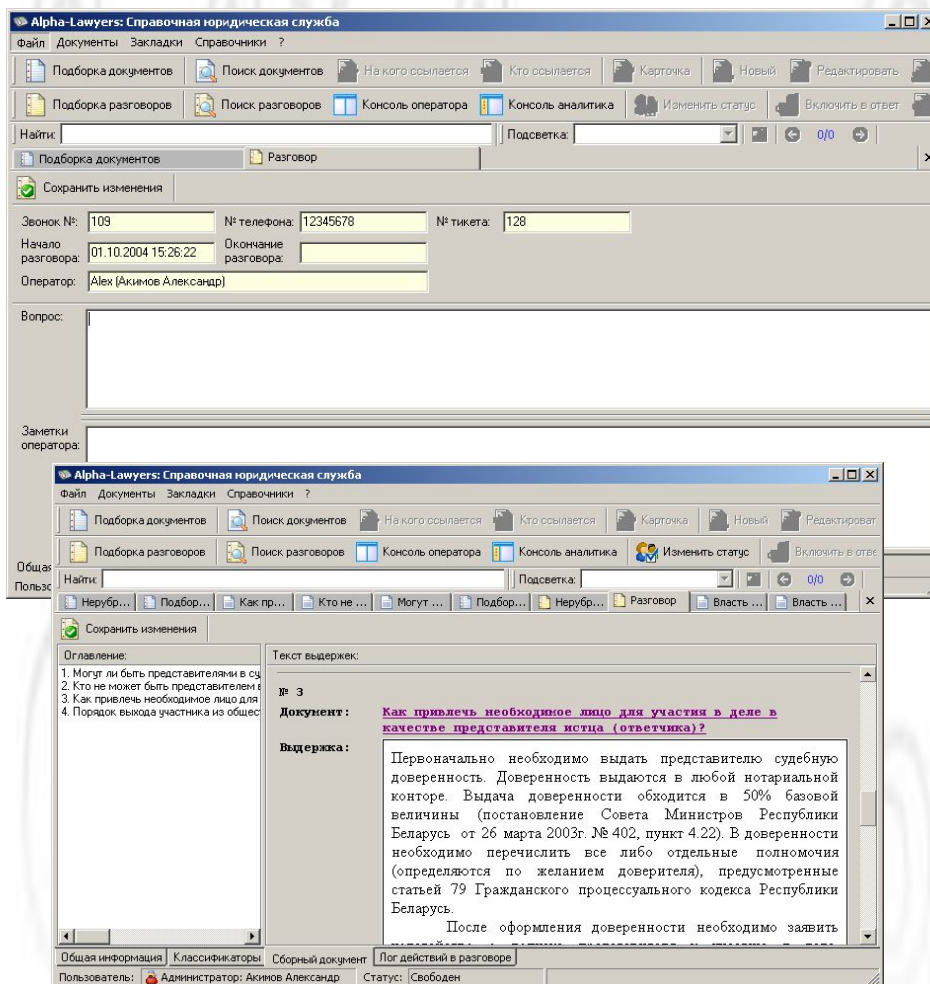 Alpha-Lawyers: Справочная юридическая служба
Файл Документы Закладки Справочники ?
Подборка документов Поиск документов На кого ссылается Кто ссылается Карточка Новый Редактировать
Подборка разговоров Поиск разговоров Консоль оператора Консоль аналитика Изменить статус Включить в ответ
Найти: Подсветка: 0/0
Подборка документов Разговор
Сохранить изменения
Звонок №: 109 № телефона: 12345678 № тикета: 128
Начало разговора: 01.10.2004 15:26:22 Окончание разговора:
Оператор: Alex (Акимов Александр)
Вопрос:
Заметки
оператора:
Alpha-Lawyers: Справочная юридическая служба
Файл Документы Закладки Справочники ?
Подборка документов Поиск документов На кого ссылается Кто ссылается Карточка Новый Редактироват
Подборка разговоров Поиск разговоров Консоль оператора Консоль аналитика Изменить статус Включить в отве
Общая
Найти: Подсветка: 0/0
Пользо
Нерубр... Подбор... Как пр... Кто не ... Могут ... Подбор... Нерубр... Разговор Власть ... Власть ...
Сохранить изменения
Оглавление: Текст выдержек:
1. Могут ли быть представителями в су
2. Кто не может быть представителем в
3. Как привлечь необходимое лицо для
4. Порядок выхода участника из общес
№ 3
Документ: Как привлечь необходимое лицо для участия в деле в
качестве представителя истца (ответчика)?
Выдержка:
Первоначально необходимо выдать представителю судебную
доверенность. Доверенность выдаются в любой нотариальной
конторе. Выдача доверенности обходится в 50% базовой
величины (постановление Совета Министров Республики
Беларусь от 26 марта 2003г. № 402, пункт 4.22). В доверенности
необходимо перечислить все либо отдельные полномочия
(определяются по желанию доверителя), предусмотренные
статьей 79 Гражданского процессуального кодекса Республики
Беларусь.
После оформления доверенности необходимо заявить
Общая информация Классификаторы Сборный документ Лог действий в разговоре
Пользователь: Администратор: Акимов Александр Статус: Свободен